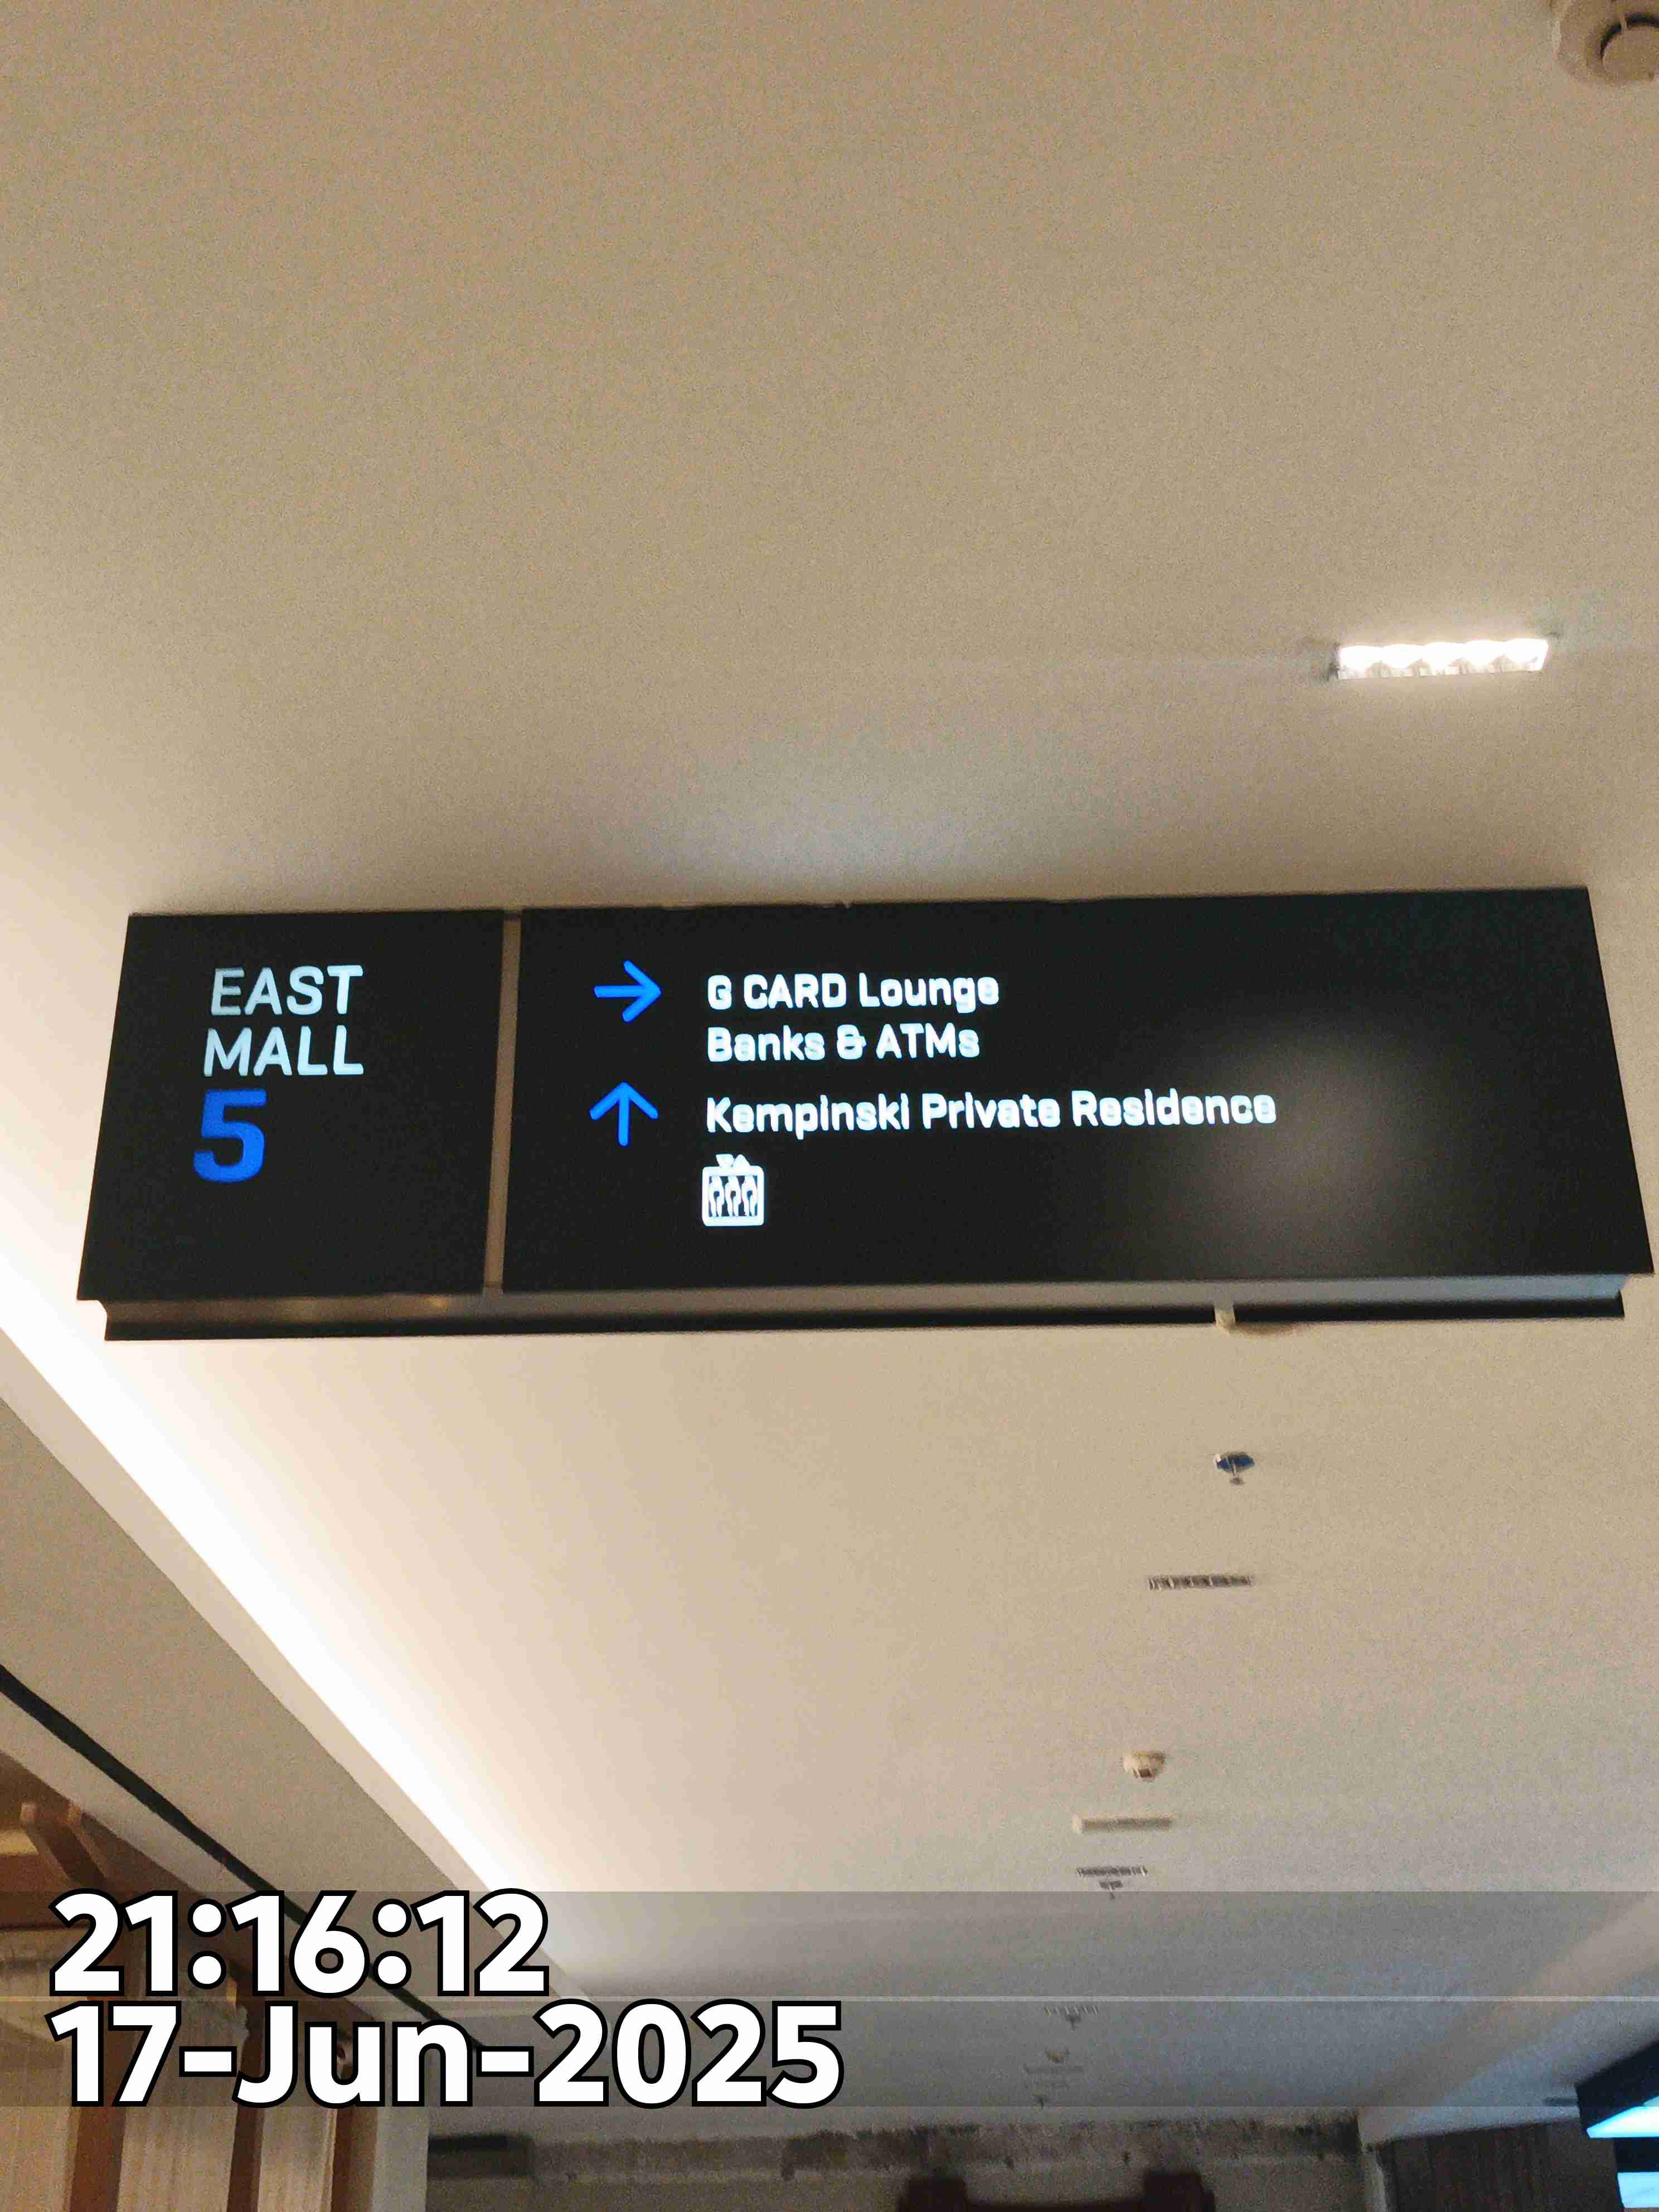 EAST
MALL
5
G CARD Lounge
Banks & ATMs
Kempinski Private Residence
21:16:12
17-Jun-2025